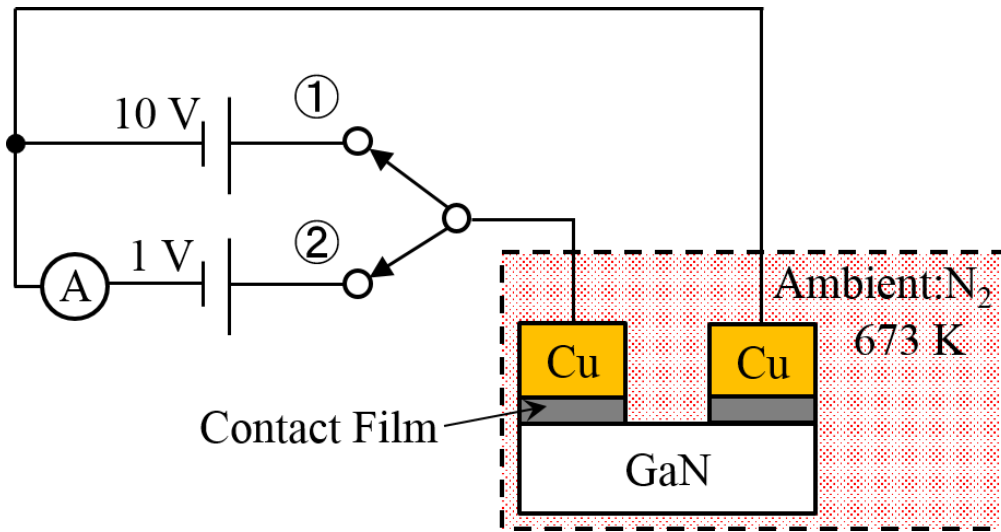 10 V
①
1 V
②
A
Ambient:N₂
673 K
Cu
Cu
Contact Film
GaN